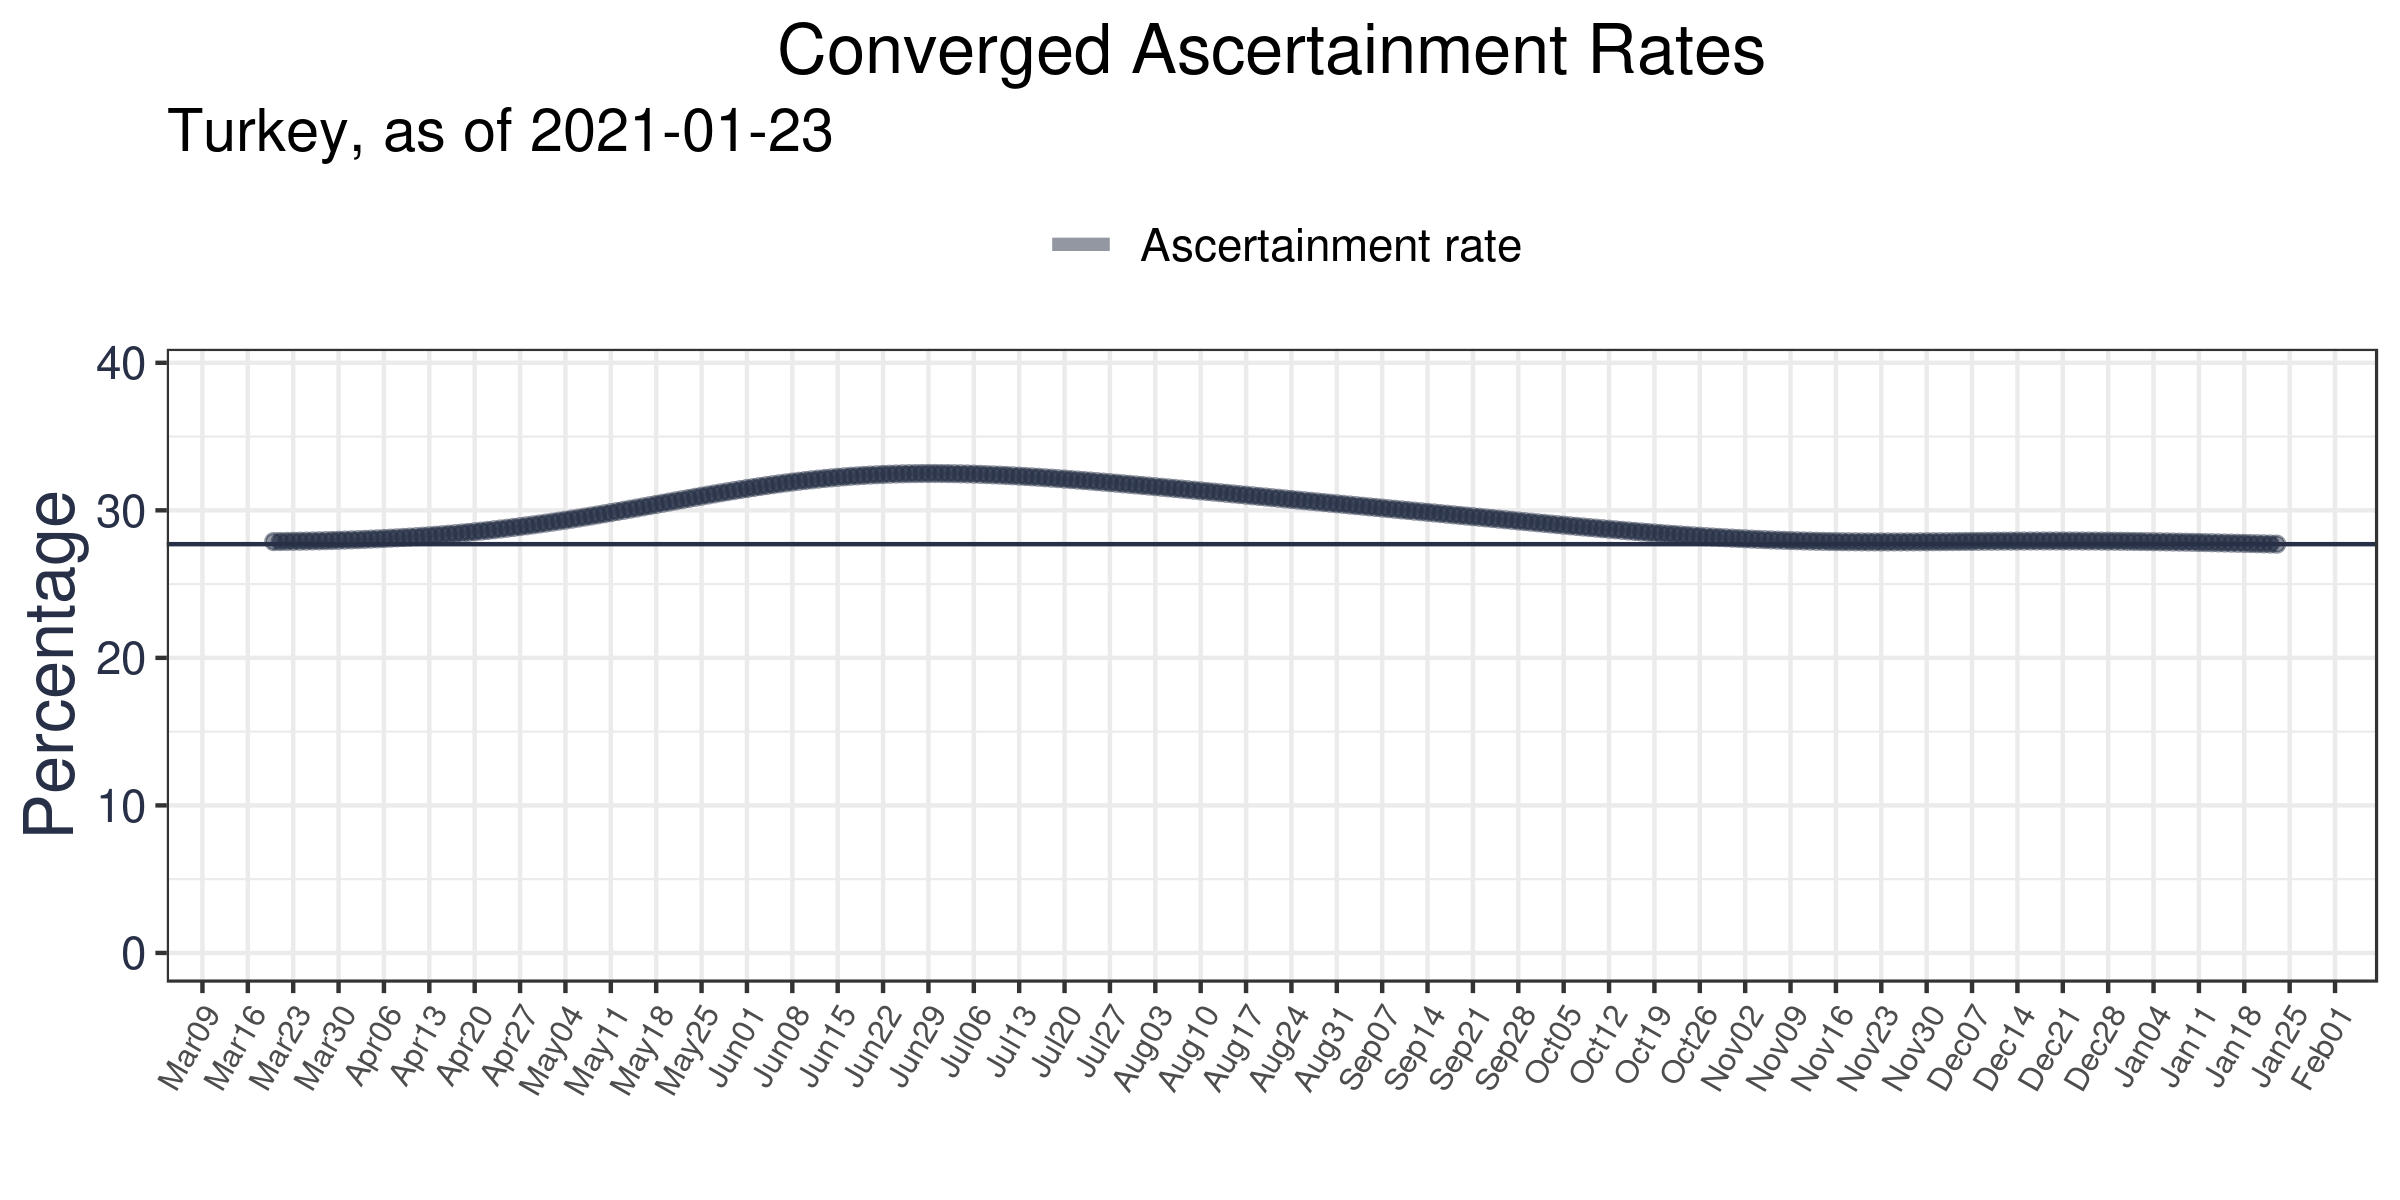 Converged Ascertainment Rates
Turkey, as of 2021-01-23
Ascertainment rate
Percentage
40
30
20
10
0
Mar09 Mar16 Mar23 Mar30 Apr06 Apr13 Apr20 Apr27 May04 May11 May18 May25 Jun01 Jun08 Jun15 Jun22 Jun29 Jul06 Jul13 Jul20 Jul27 Aug03 Aug10 Aug17 Aug24 Aug31 Sep07 Sep14 Sep21 Sep28 Oct05 Oct12 Oct19 Oct26 Nov02 Nov09 Nov16 Nov23 Nov30 Dec07 Dec14 Dec21 Dec28 Jan04 Jan11 Jan18 Jan25 Feb01